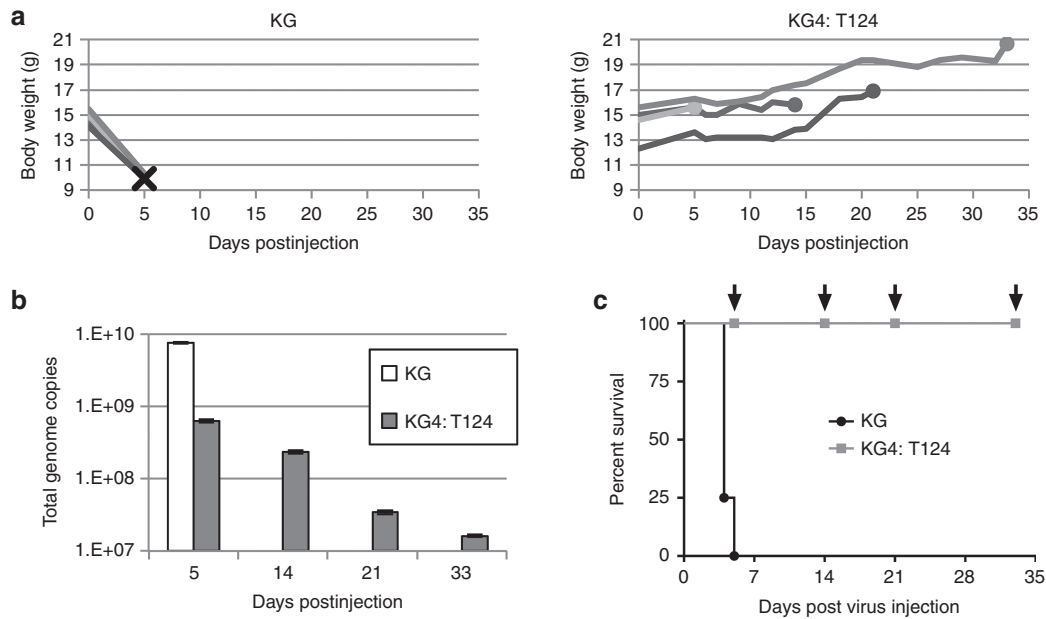 a
KG
Body weight (g)
21
19
17
15
13
11
9
0 5 10 15 20 25 30 35
Days postinjection
KG4: T124
Body weight (g)
21
19
17
15
13
11
9
0 5 10 15 20 25 30 35
Days postinjection
b
Total genome copies
1.E+10
1.E+09
1.E+08
1.E+07
KG
KG4: T124
5 14 21 33
Days postinjection
c
Percent survival
100
75
50
25
0
KG
KG4: T124
0 7 14 21 28 35
Days post virus injection